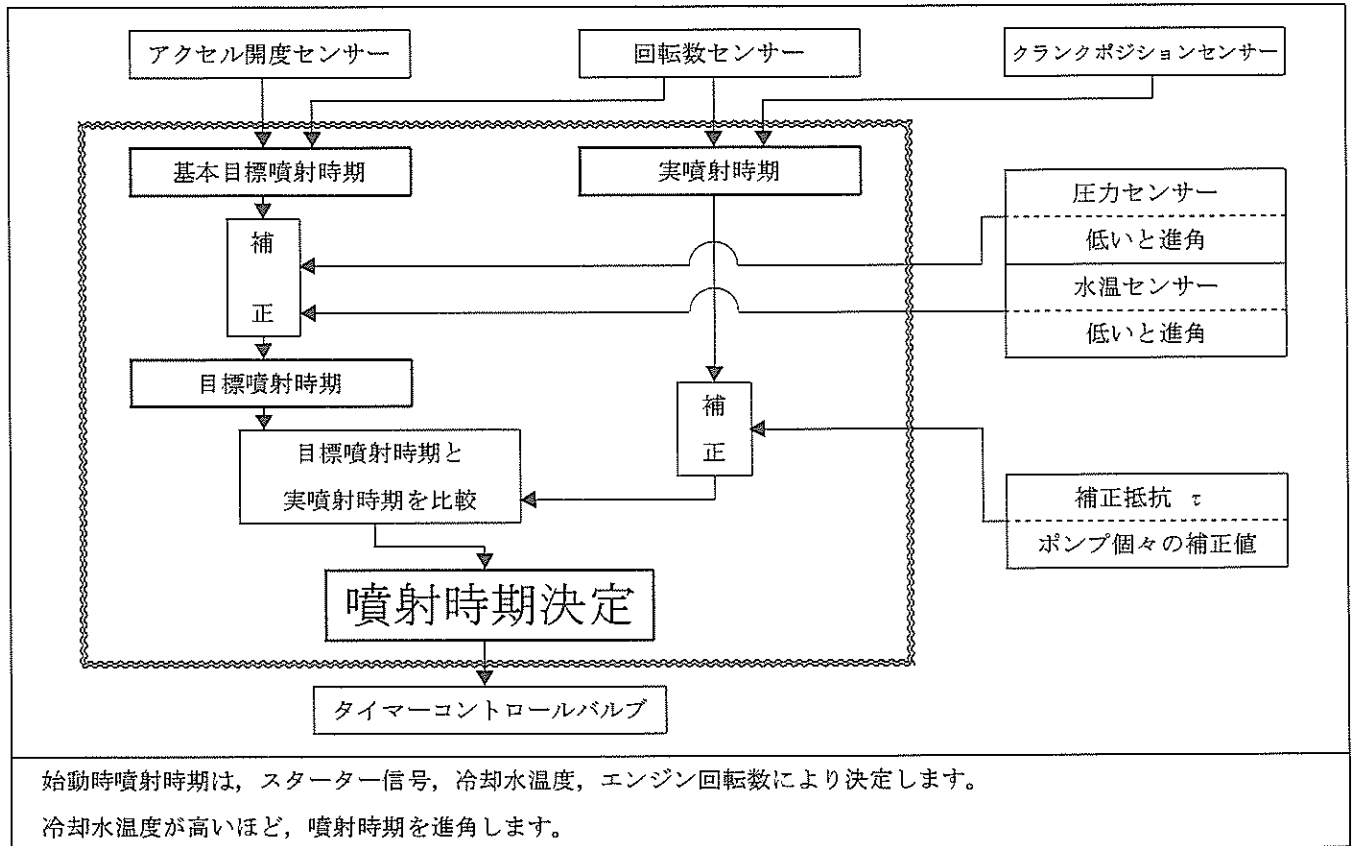 アクセル開度センサー
回転数センサー
クランクポジションセンサー
基本目標噴射時期
実噴射時期
圧力センサー
低いと進角
水温センサー
低いと進角
補
正
目標噴射時期
補
正
目標噴射時期と
実噴射時期を比較
補正抵抗 τ
ポンプ個々の補正値
噴射時期決定
タイマーコントロールバルブ
始動時噴射時期は，スターター信号，冷却水温度，エンジン回転数により決定します。
冷却水温度が高いほど，噴射時期を進角します。